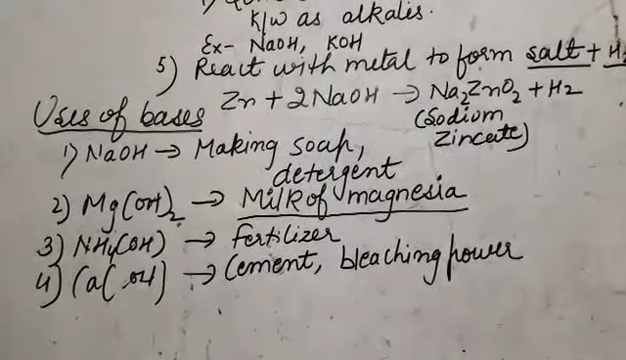 K/w as alkalis.
Ex- NaOH, KOH
5) React with metal to form salt + H₂
Zn + 2NaOH → Na₂ZnO₂ + H2
(Sodium
Zincate)
Uses of bases
1) NaOH → Making soap,
detergent
2) Mg(OH)₂ → Milk of magnesia
3) NH4(OH) → Fertilizer
4) Ca( OH) → Cement, bleaching power